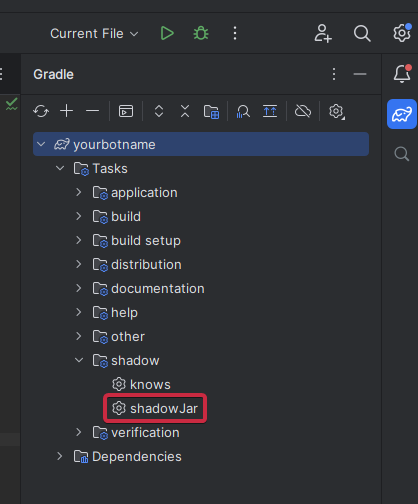 Current File
Gradle
yourbotname
Tasks
application
build
build setup
distribution
documentation
help
other
shadow
knows
shadowJar
verification
Dependencies